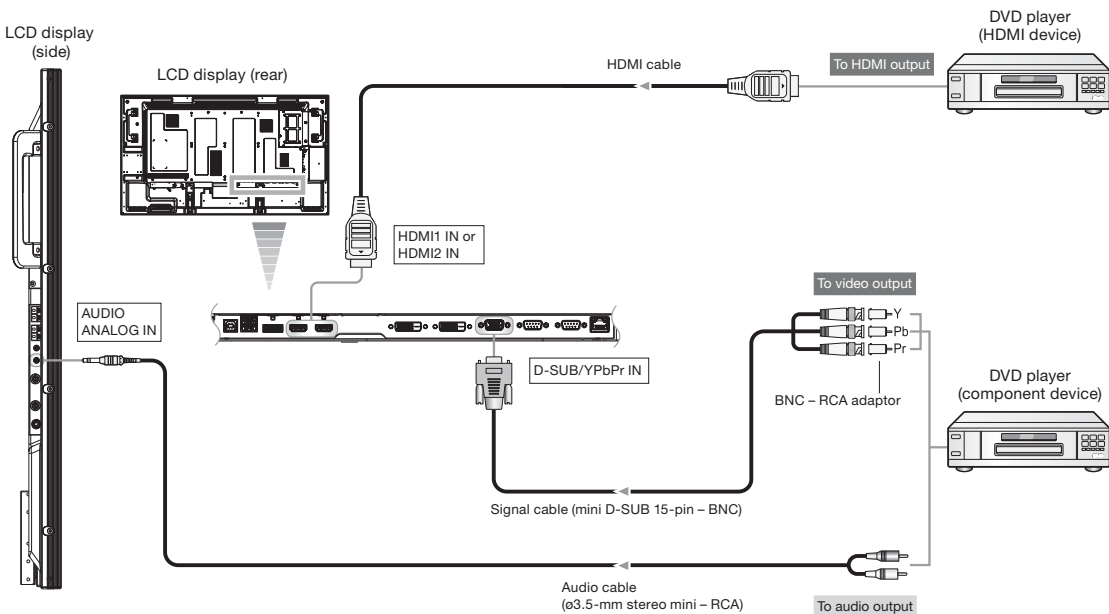 LCD display
(side)
LCD display (rear)
HDMI cable
To HDMI output
DVD player
(HDMI device)
HDMI1 IN or
HDMI2 IN
AUDIO
ANALOG IN
D-SUB/YPbPr IN
To video output
Y
Pb
Pr
BNC – RCA adaptor
DVD player
(component device)
Signal cable (mini D-SUB 15-pin – BNC)
Audio cable
(ø3.5-mm stereo mini – RCA)
To audio output